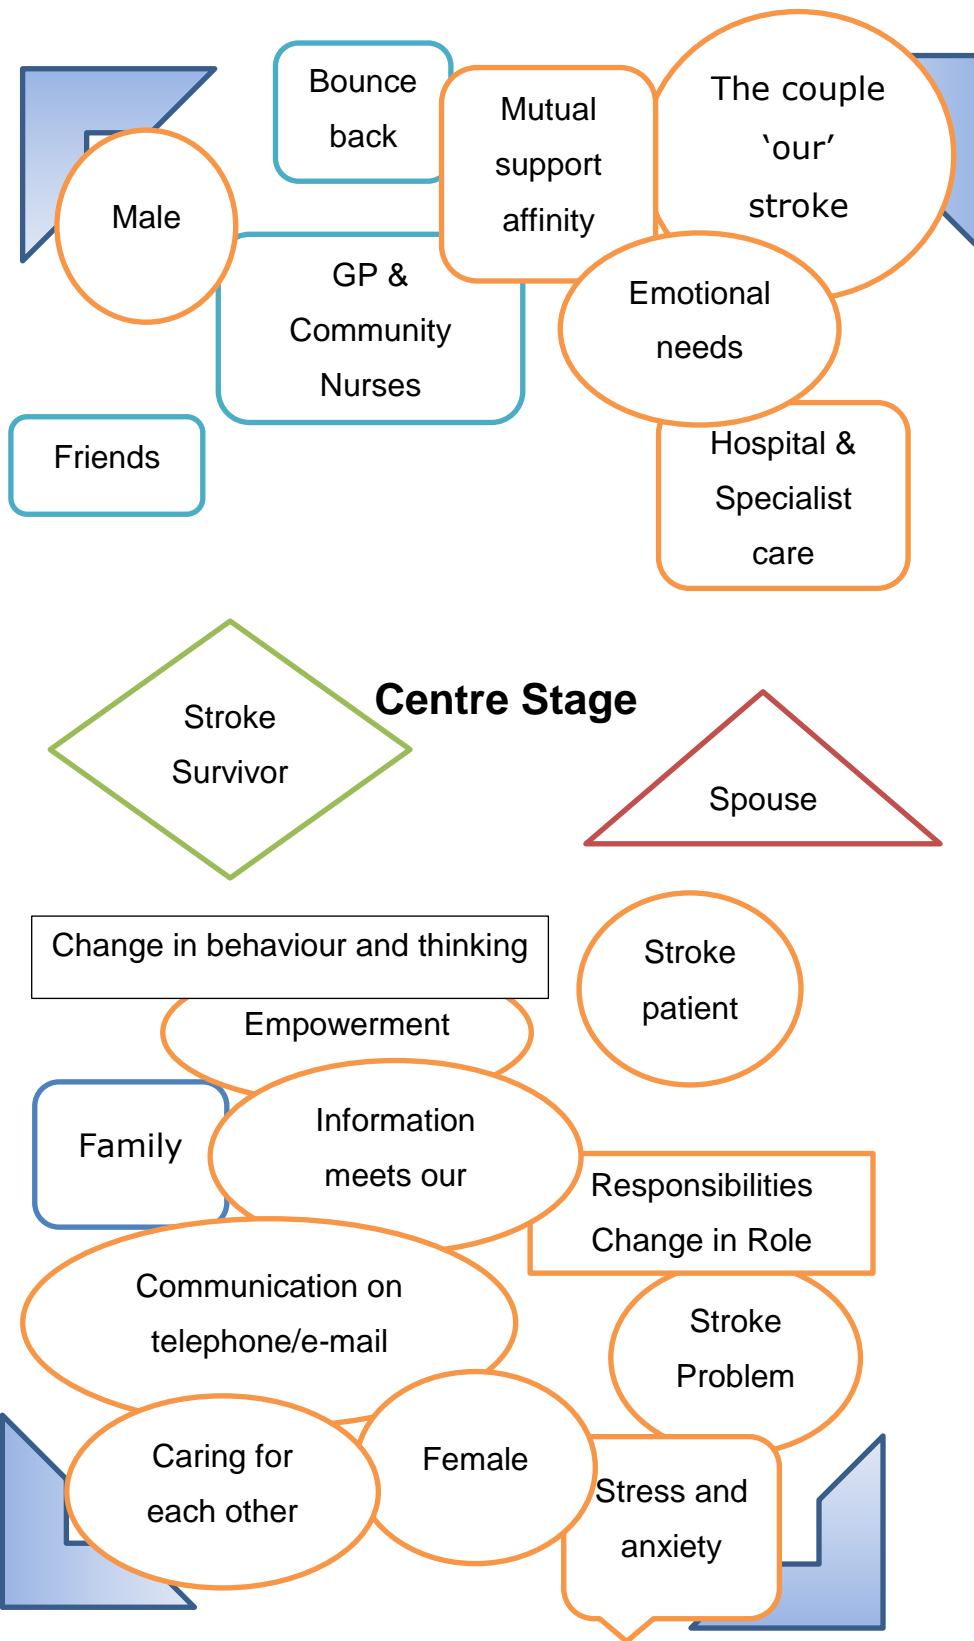 Bounce
back
Mutual
support
affinity
The couple
‘our’
stroke
Male
GP &
Community
Nurses
Emotional
needs
Friends
Hospital &
Specialist
care
Centre Stage
Stroke
Survivor
Spouse
Change in behaviour and thinking
Stroke
patient
Empowerment
Family
Information
meets our
Responsibilities
Change in Role
Communication on
telephone/e-mail
Stroke
Problem
Caring for
each other
Female
Stress and
anxiety